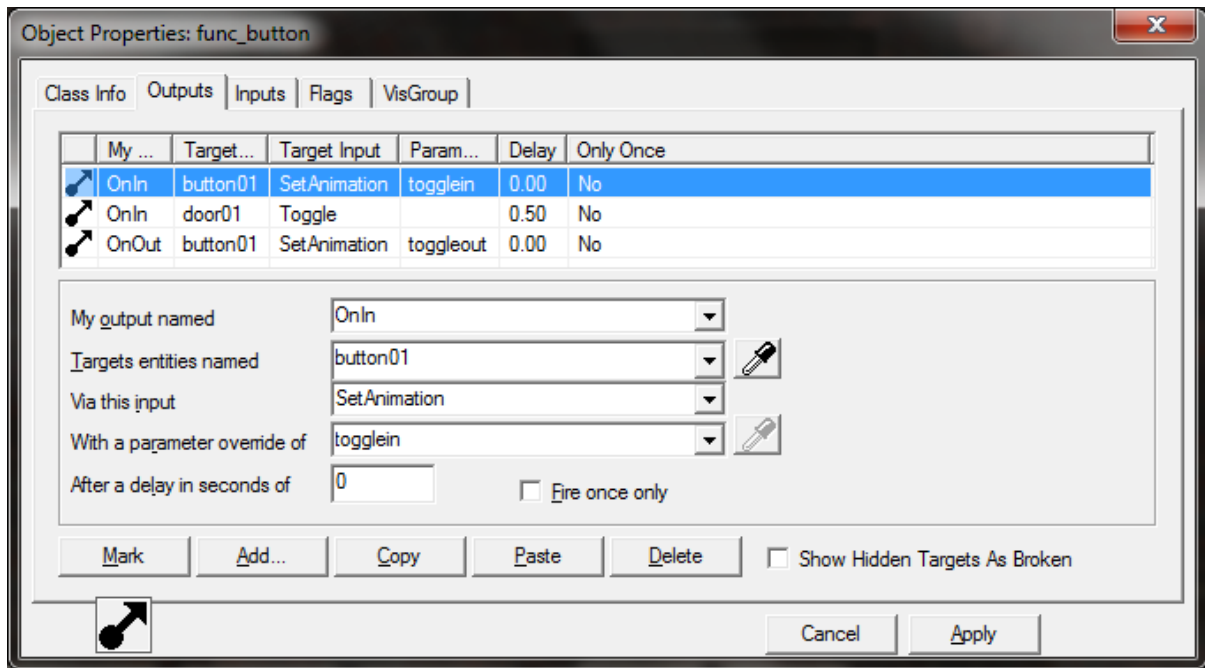 Object Properties: func_button
x
Class Info Outputs Inputs Flags VisGroup
My ... Target... Target Input Param... Delay Only Once
OnIn button01 SetAnimation togglein 0.00 No
OnIn door01 Toggle 0.50 No
OnOut button01 SetAnimation toggleout 0.00 No
My output named OnIn
Targets entities named button01
Via this input SetAnimation
With a parameter override of togglein
After a delay in seconds of 0 Fire once only
Mark Add... Copy Paste Delete Show Hidden Targets As Broken
Cancel Apply